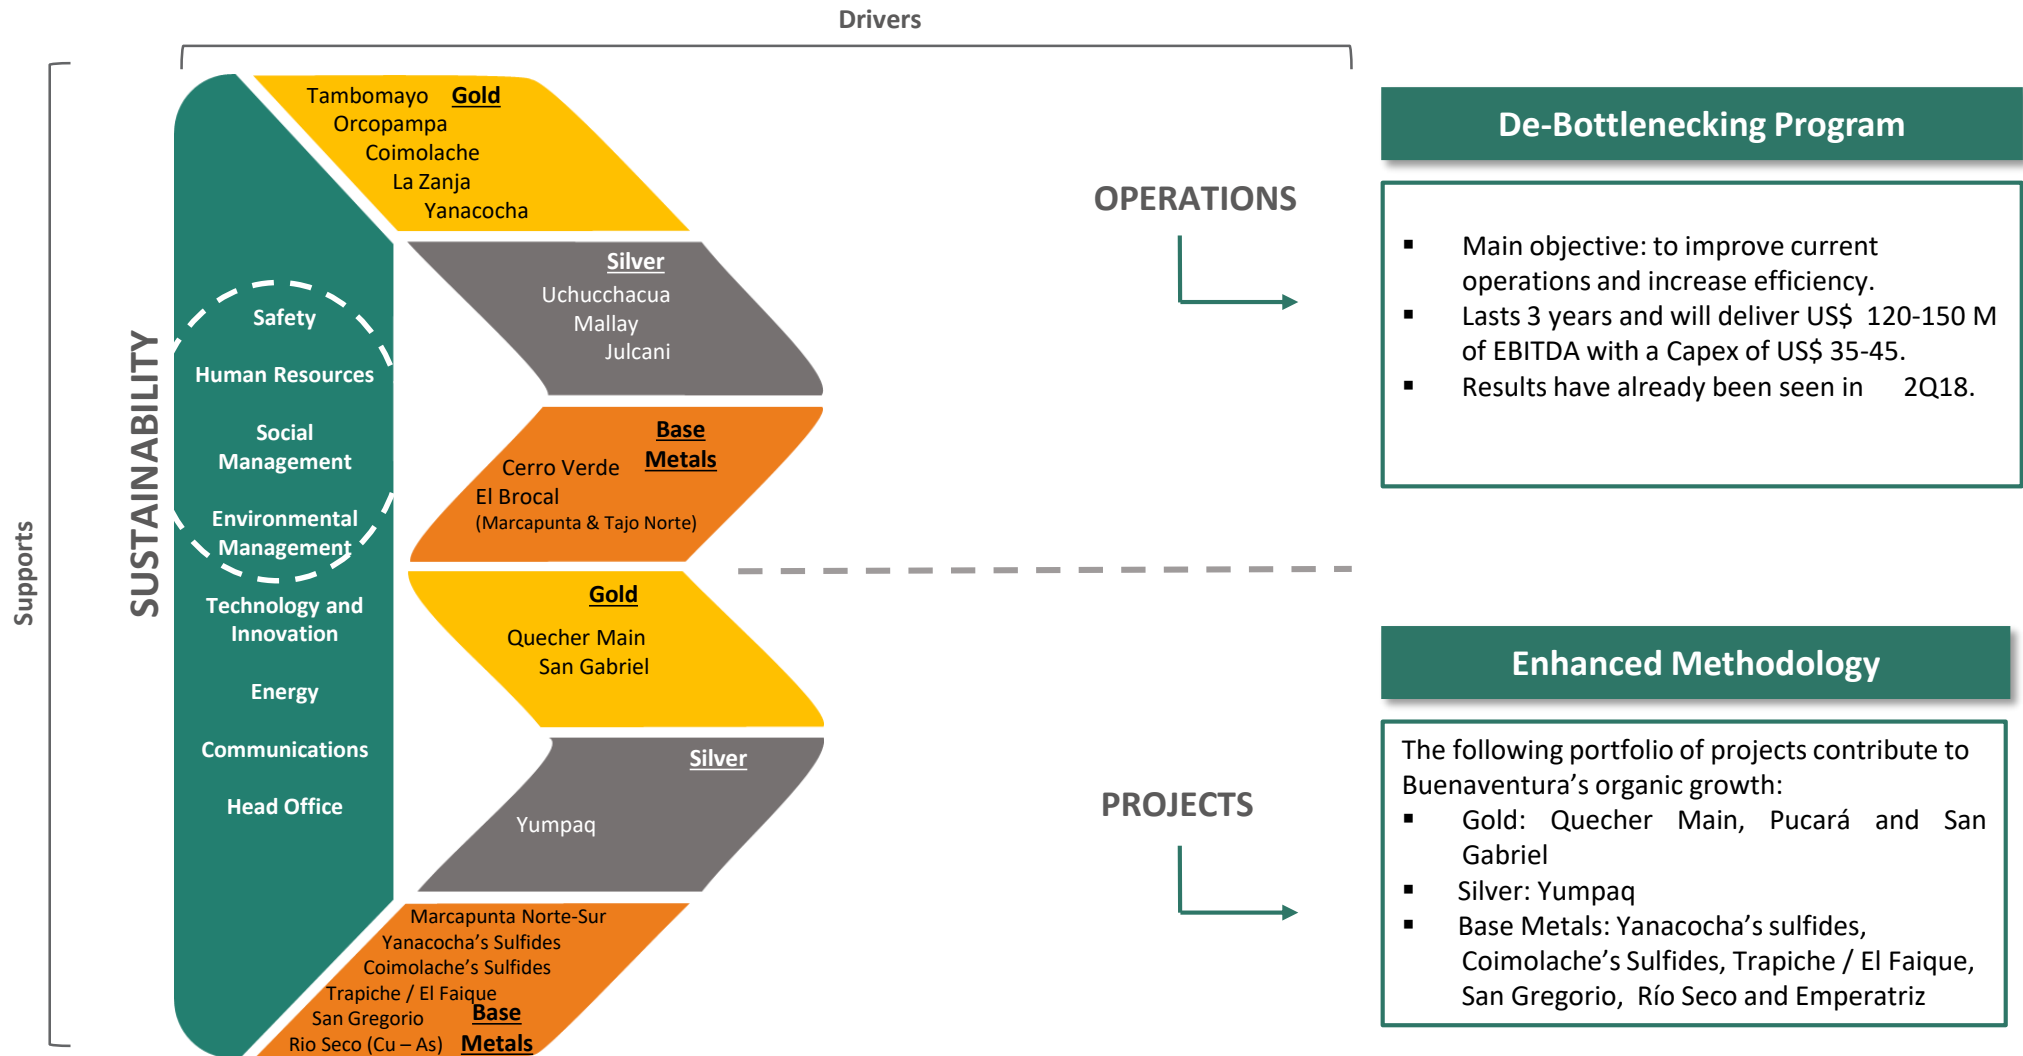 Drivers
Supports
SUSTAINABILITY
Safety
Human Resources
Social
Management
Environmental
Management
Technology and
Innovation
Energy
Communications
Head Office
Tambomayo Gold
Orcopampa
Coimolache
La Zanja
Yanacocha
Silver
Uchucchacua
Mallay
Julcani
Base
Metals
Cerro Verde
El Brocal
(Marcapunta & Tajo Norte)
Gold
Quecher Main
San Gabriel
Silver
Yumpaq
Marcapunta Norte-Sur
Yanacocha’s Sulfides
Coimolache’s Sulfides
Trapiche / El Faique
San Gregorio
Rio Seco (Cu – As)
Base
Metals
OPERATIONS
De-Bottlenecking Program
▪ Main objective: to improve current
operations and increase efficiency.
▪ Lasts 3 years and will deliver US$ 120-150 M
of EBITDA with a Capex of US$ 35-45.
▪ Results have already been seen in 2Q18.
PROJECTS
Enhanced Methodology
The following portfolio of projects contribute to
Buenaventura’s organic growth:
▪ Gold: Quecher Main, Pucará and San
Gabriel
▪ Silver: Yumpaq
▪ Base Metals: Yanacocha’s sulfides,
Coimolache’s Sulfides, Trapiche / El Faique,
San Gregorio, Río Seco and Emperatriz